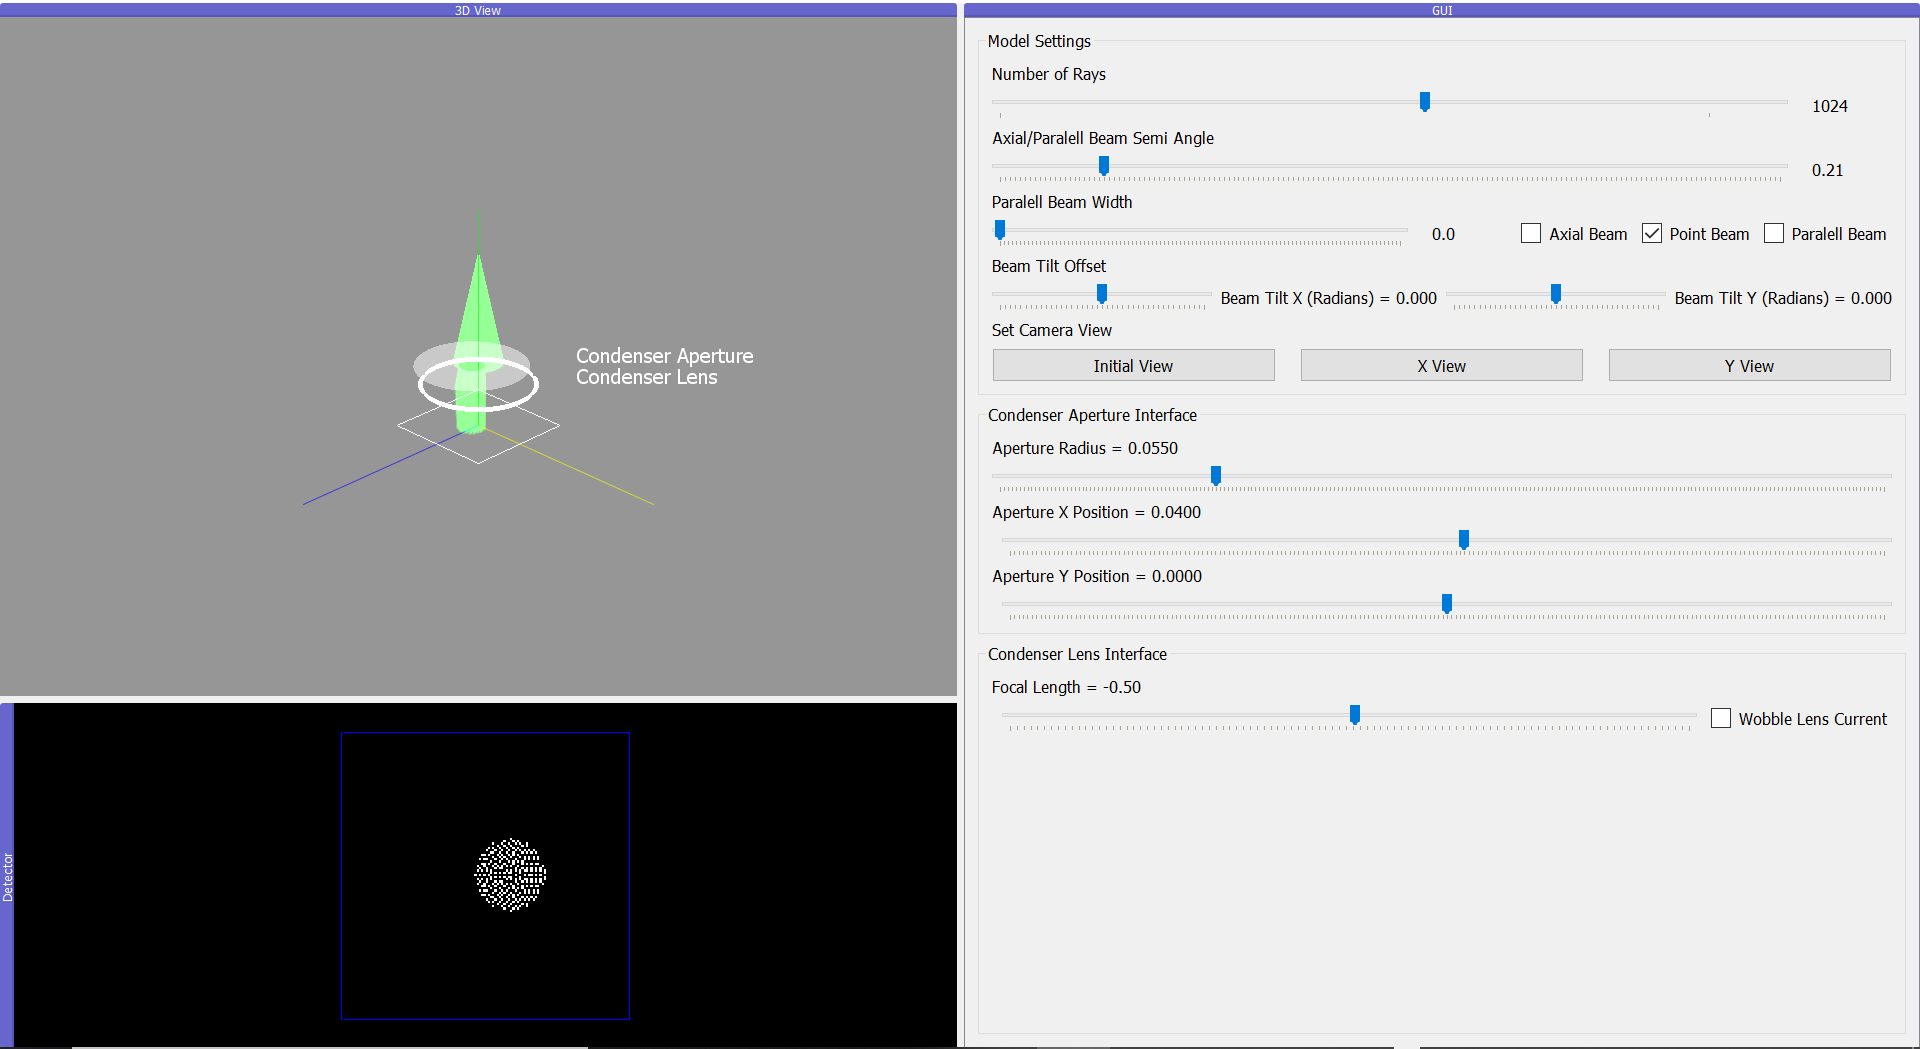 3D View
Condenser Aperture
Condenser Lens
Detector
GUI
Model Settings
Number of Rays
1024
Axial/Paralell Beam Semi Angle
0.21
Paralell Beam Width
0.0
Axial Beam
Point Beam
Paralell Beam
Beam Tilt Offset
Beam Tilt X (Radians) = 0.000
Beam Tilt Y (Radians) = 0.000
Set Camera View
Initial View
X View
Y View
Condenser Aperture Interface
Aperture Radius = 0.0550
Aperture X Position = 0.0400
Aperture Y Position = 0.0000
Condenser Lens Interface
Focal Length = -0.50
Wobble Lens Current